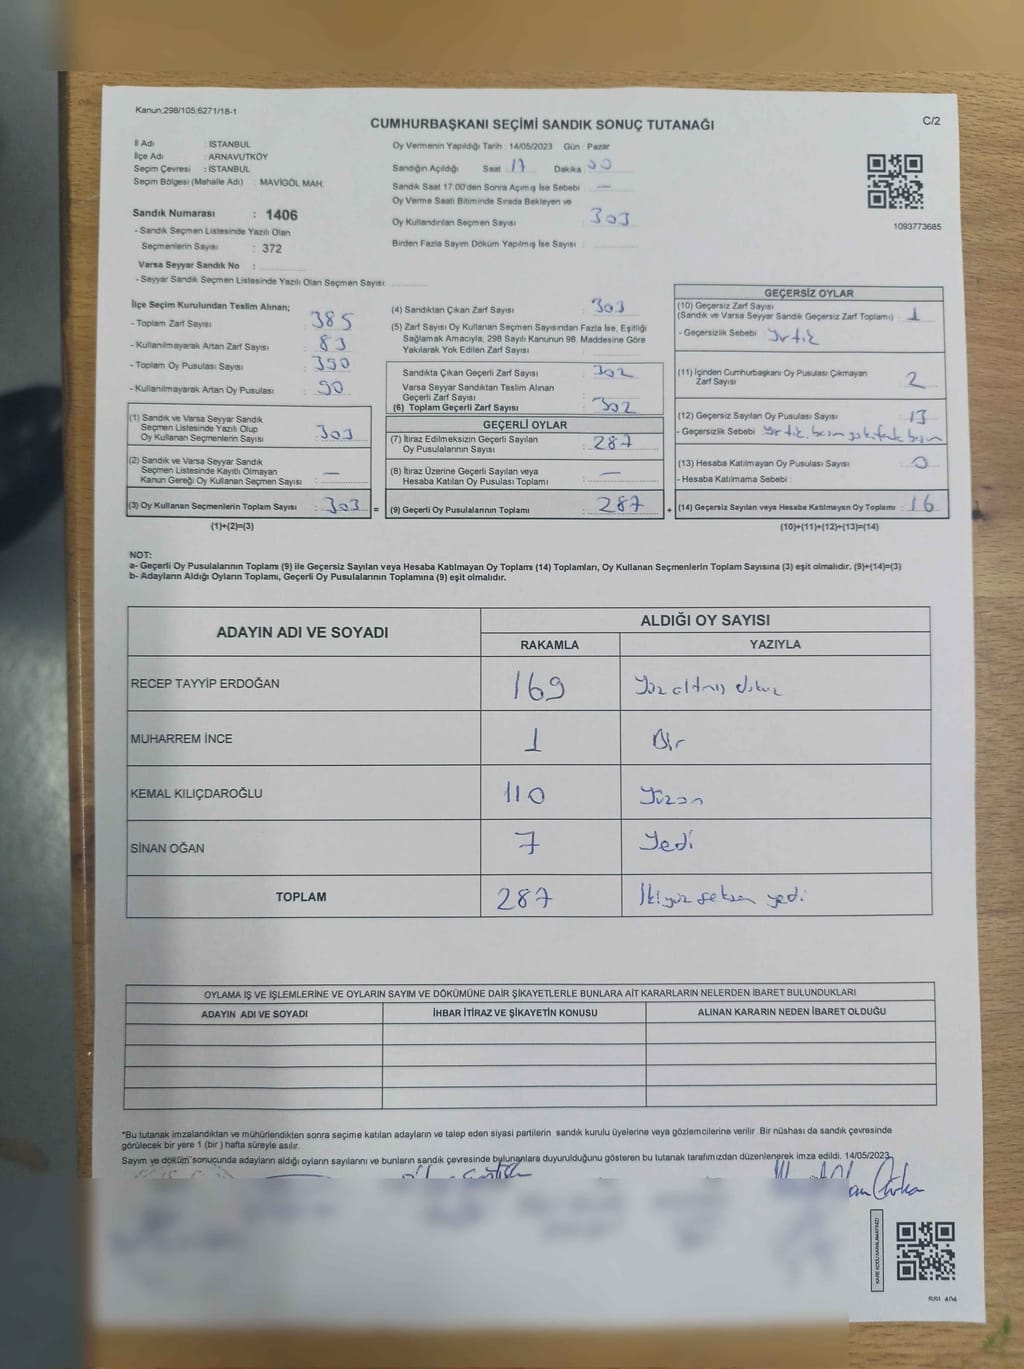 Kanun:298/105;6271/18-1
CUMHURBAŞKANI SEÇİMİ SANDIK SONUÇ TUTANAĞI
C/2
İl Adı : İSTANBUL
İlçe Adı : ARNAVUTKÖY
Seçim Çevresi : İSTANBUL
Seçim Bölgesi (Mahalle Adı) : MAVİGÖL MAH.
Sandık Numarası : 1406
- Sandık Seçmen Listesinde Yazılı Olan
Seçmenlerin Sayısı : 372
Varsa Seyyar Sandık No :
- Seyyar Sandık Seçmen Listesinde Yazılı Olan Seçmen Sayısı:
Oy Vermenin Yapıldığı Tarih : 14/05/2023 Gün : Pazar
Sandığın Açıldığı Saat 17 Dakika 00
Sandık Saat 17:00'den Sonra Açılmış İse Sebebi : —
Oy Verme Saati Bitiminde Sırada Bekleyen ve
Oy Kullandırılan Seçmen Sayısı 303
Birden Fazla Sayım Döküm Yapılmış İse Sayısı :
1093773685
İlçe Seçim Kurulundan Teslim Alınan;
- Toplam Zarf Sayısı 385
- Kullanılmayarak Artan Zarf Sayısı 83
- Toplam Oy Pusulası Sayısı 390
- Kullanılmayarak Artan Oy Pusulası 90
(1) Sandık ve Varsa Seyyar Sandık
Seçmen Listesinde Yazılı Olup
Oy Kullanan Seçmenlerin Sayısı : 303
(2) Sandık ve Varsa Seyyar Sandık
Seçmen Listesinde Kayıtlı Olmayan
Kanun Gereği Oy Kullanan Seçmen Sayısı : —
(3) Oy Kullanan Seçmenlerin Toplam Sayısı : 303 =
(1)+(2)=(3)
(4) Sandıktan Çıkan Zarf Sayısı : 303
(5) Zarf Sayısı Oy Kullanan Seçmen Sayısından Fazla İse, Eşitliği
Sağlamak Amacıyla; 298 Sayılı Kanunun 98. Maddesine Göre
Yakılarak Yok Edilen Zarf Sayısı
Sandıkta Çıkan Geçerli Zarf Sayısı : 302
Varsa Seyyar Sandıktan Teslim Alınan
Geçerli Zarf Sayısı
(6) Toplam Geçerli Zarf Sayısı : 302
GEÇERLİ OYLAR
(7) İtiraz Edilmeksizin Geçerli Sayılan
Oy Pusulalarının Sayısı : 287
(8) İtiraz Üzerine Geçerli Sayılan veya
Hesaba Katılan Oy Pusulası Toplamı : —
(9) Geçerli Oy Pusulalarının Toplamı : 287 +
GEÇERSİZ OYLAR
(10) Geçersiz Zarf Sayısı
(Sandık ve Varsa Seyyar Sandık Geçersiz Zarf Toplamı) : 1
- Geçersizlik Sebebi : Yırtık
(11) İçinden Cumhurbaşkanı Oy Pusulası Çıkmayan
Zarf Sayısı : 2
(12) Geçersiz Sayılan Oy Pusulası Sayısı : 13
- Geçersizlik Sebebi Yırtık,
(13) Hesaba Katılmayan Oy Pusulası Sayısı : 0
- Hesaba Katılmama Sebebi :
(14) Geçersiz Sayılan veya Hesaba Katılmayan Oy Toplamı : 16
(10)+(11)+(12)+(13)=(14)
NOT:
a- Geçerli Oy Pusulalarının Toplamı (9) ile Geçersiz Sayılan veya Hesaba Katılmayan Oy Toplamı (14) Toplamları, Oy Kullanan Seçmenlerin Toplam Sayısına (3) eşit olmalıdır. (9)+(14)=(3)
b- Adayların Aldığı Oyların Toplamı, Geçerli Oy Pusulalarının Toplamına (9) eşit olmalıdır.
ADAYIN ADI VE SOYADI
ALDIĞI OY SAYISI
RAKAMLA YAZIYLA
RECEP TAYYİP ERDOĞAN 169 Yüz altmış dokuz
MUHARREM İNCE 1 Bir
KEMAL KILIÇDAROĞLU 110 Yüzon
SİNAN OĞAN 7 Yedi
TOPLAM 287 İkiyüz seksen yedi
OYLAMA İŞ VE İŞLEMLERİNE VE OYLARIN SAYIM VE DÖKÜMÜNE DAİR ŞİKAYETLERLE BUNLARA AİT KARARLARIN NELERDEN İBARET BULUNDUKLARI
ADAYIN ADI VE SOYADI İHBAR İTİRAZ VE ŞİKAYETİN KONUSU ALINAN KARARIN NEDEN İBARET OLDUĞU
*Bu tutanak imzalandıktan ve mühürlendikten sonra seçime katılan adayların ve talep eden siyasi partilerin sandık kurulu üyelerine veya gözlemcilerine verilir .Bir nüshası da sandık çevresinde
görülecek bir yere 1 (bir ) hafta süreyle asılır.
Sayım ve döküm sonucunda adayların aldığı oyların sayılarını ve bunların sandık çevresinde bulunanlara duyurulduğunu gösteren bu tutanak tarafımızdan düzenlenerek imza edildi. 14/05/2023